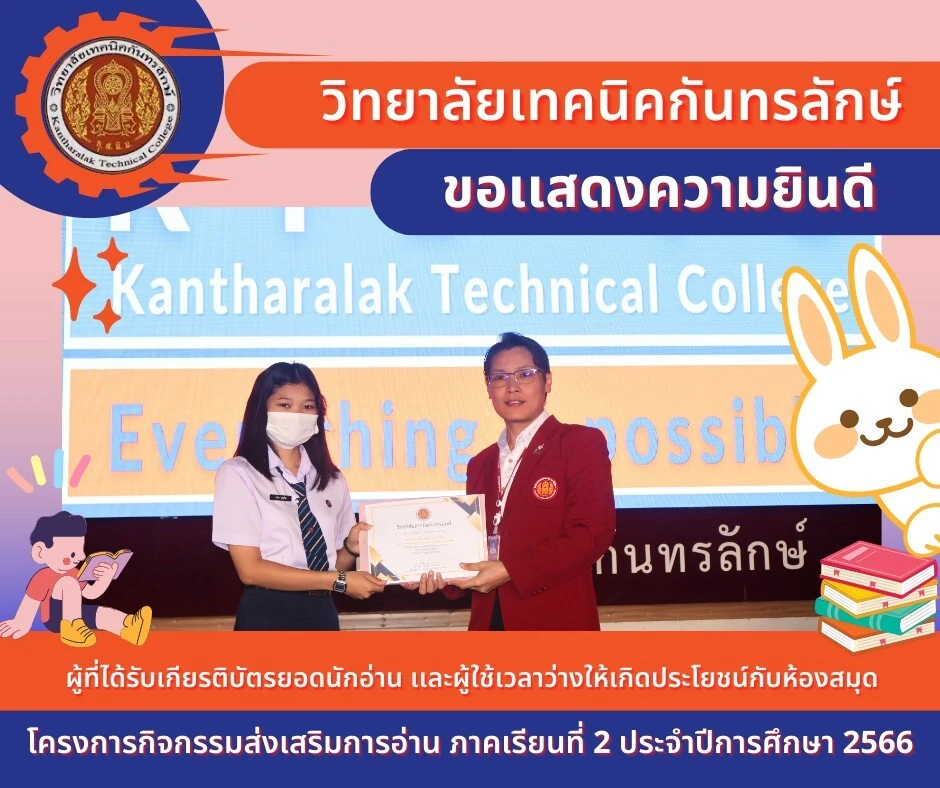 วิทยาลัยเทคนิคกันทรลักษ์
Kantharalak Technical College
วิทยาลัยเทคนิคกันทรลักษ์
ขอแสดงความยินดี
Kantharalak Technical College
Everything possib
กันทรลักษ์
ผู้ที่ได้รับเกียรติบัตรยอดนักอ่าน และผู้ใช้เวลาว่างให้เกิดประโยชน์กับห้องสมุด
โครงการกิจกรรมส่งเสริมการอ่าน ภาคเรียนที่ 2 ประจำปีการศึกษา 2566